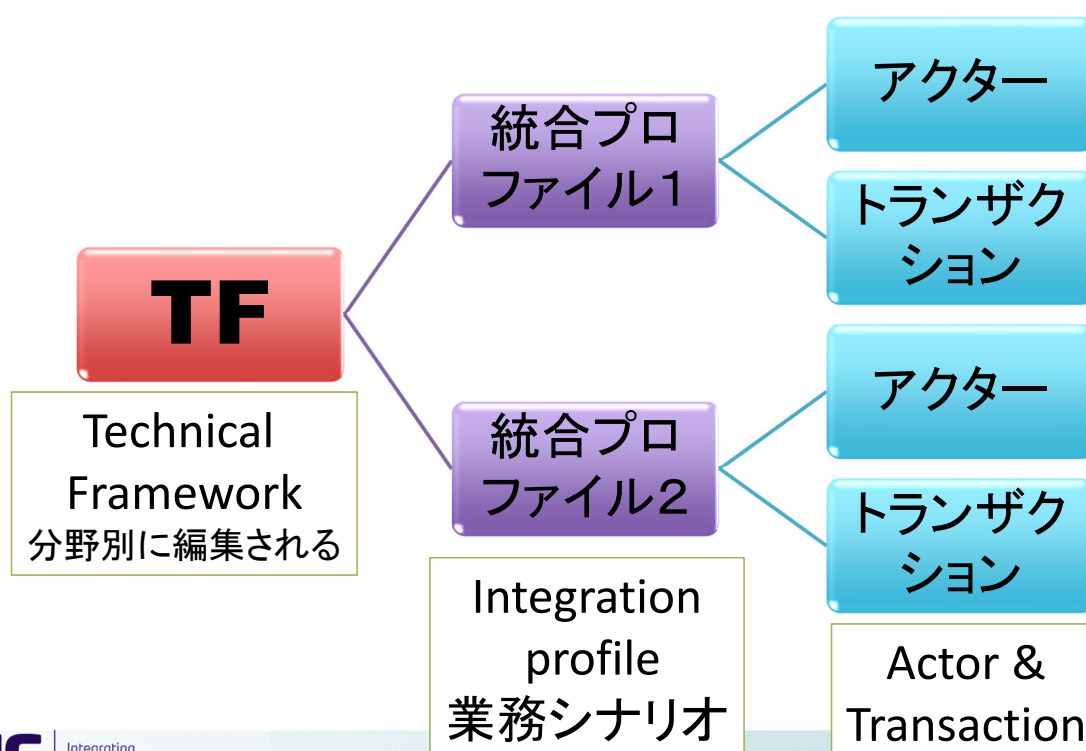 アクター
統合プロ
ファイル１
トランザク
ション
TF
Technical
Framework
分野別に編集される
アクター
統合プロ
ファイル２
トランザク
ション
Integration
profile
業務シナリオ
Actor &
Transaction
Integrating